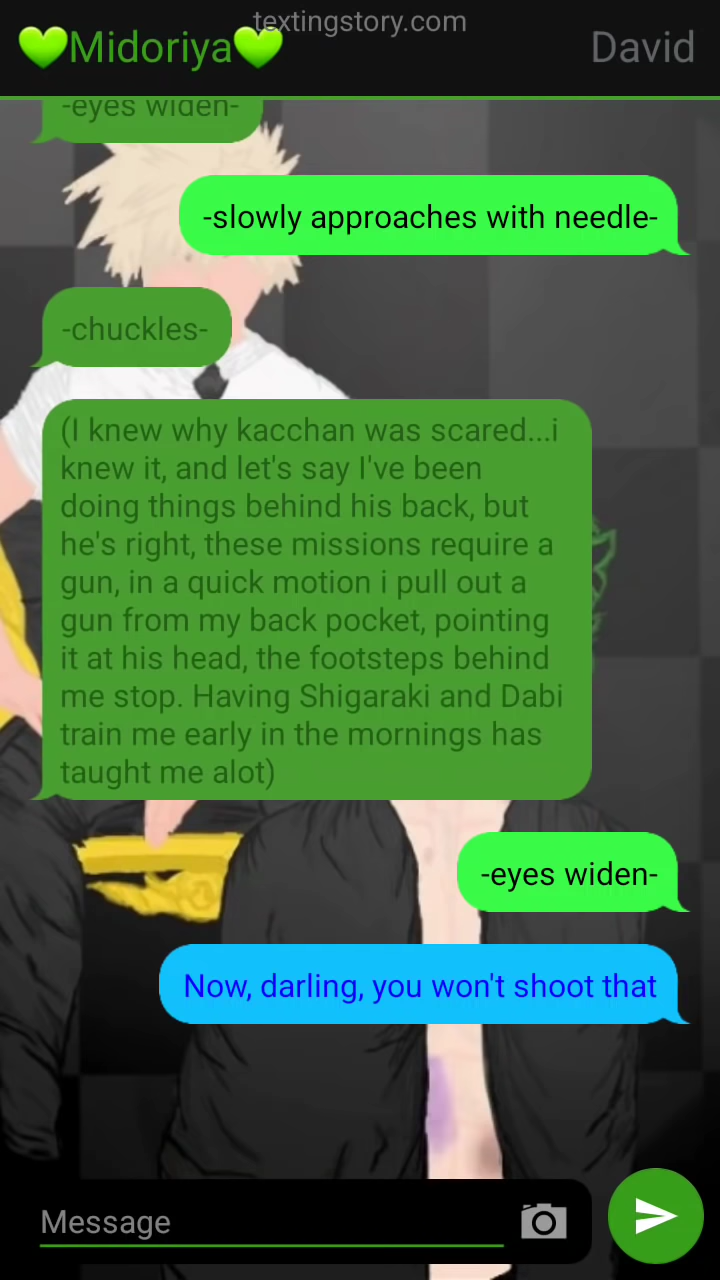 textingstory.com
💚Midoriya💚
David
-eyes widen-
-slowly approaches with needle-
-chuckles-
(I knew why kacchan was scared...i
knew it, and let's say I've been
doing things behind his back, but
he's right, these missions require a
gun, in a quick motion i pull out a
gun from my back pocket, pointing
it at his head, the footsteps behind
me stop. Having Shigaraki and Dabi
train me early in the mornings has
taught me alot)
-eyes widen-
Now, darling, you won't shoot that
Message